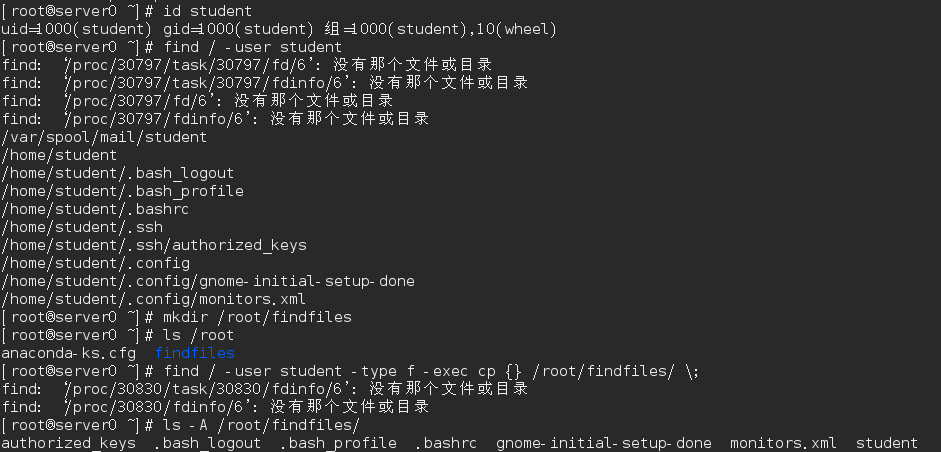 [root@server0 ~]# id student
uid=1000(student) gid=1000(student) 组=1000(student),10(wheel)
[root@server0 ~]# find / -user student
find: ‘/proc/30797/task/30797/fd/6’: 没有那个文件或目录
find: ‘/proc/30797/task/30797/fdinfo/6’: 没有那个文件或目录
find: ‘/proc/30797/fd/6’: 没有那个文件或目录
find: ‘/proc/30797/fdinfo/6’: 没有那个文件或目录
/var/spool/mail/student
/home/student
/home/student/.bash_logout
/home/student/.bash_profile
/home/student/.bashrc
/home/student/.ssh
/home/student/.ssh/authorized_keys
/home/student/.config
/home/student/.config/gnome-initial-setup-done
/home/student/.config/monitors.xml
[root@server0 ~]# mkdir /root/findfiles
[root@server0 ~]# ls /root
anaconda-ks.cfg  findfiles
[root@server0 ~]# find / -user student -type f -exec cp {} /root/findfiles/ \;
find: ‘/proc/30830/task/30830/fdinfo/6’: 没有那个文件或目录
find: ‘/proc/30830/fdinfo/6’: 没有那个文件或目录
[root@server0 ~]# ls -A /root/findfiles/
authorized_keys  .bash_logout  .bash_profile  .bashrc  gnome-initial-setup-done  monitors.xml  student